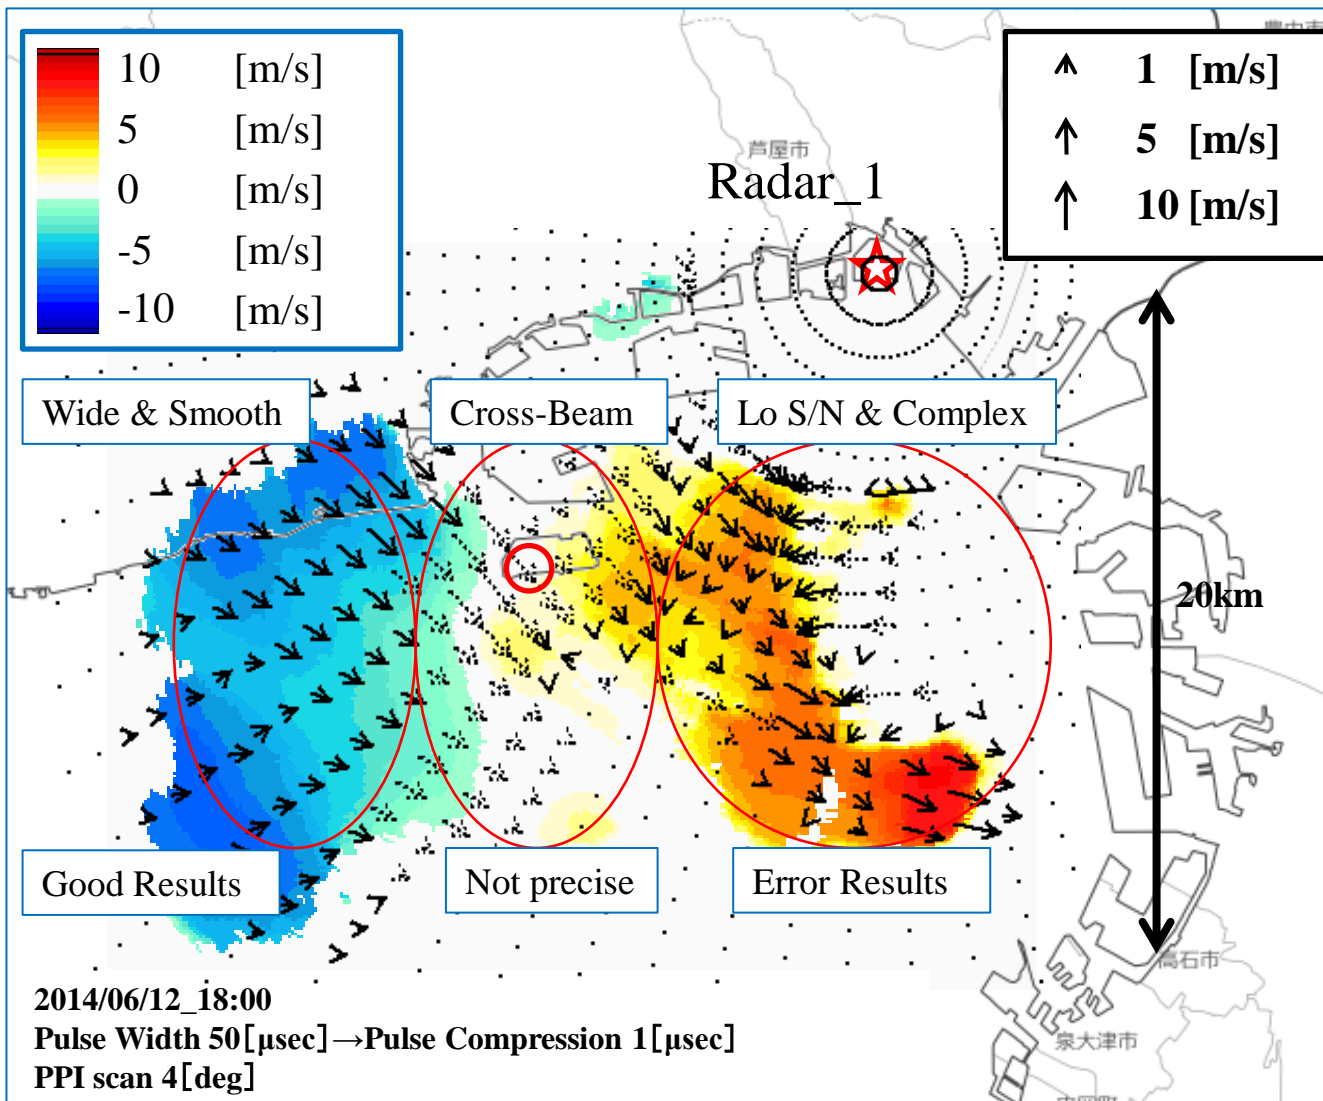 10 [m/s]
5 [m/s]
0 [m/s]
-5 [m/s]
-10 [m/s]
1 [m/s]
5 [m/s]
10 [m/s]
芦屋市
Radar_1
Wide & Smooth
Cross-Beam
Lo S/N & Complex
20km
Good Results
Not precise
Error Results
高石市
2014/06/12_18:00
Pulse Width 50[μsec]→Pulse Compression 1[μsec]
PPI scan 4[deg]
泉大津市